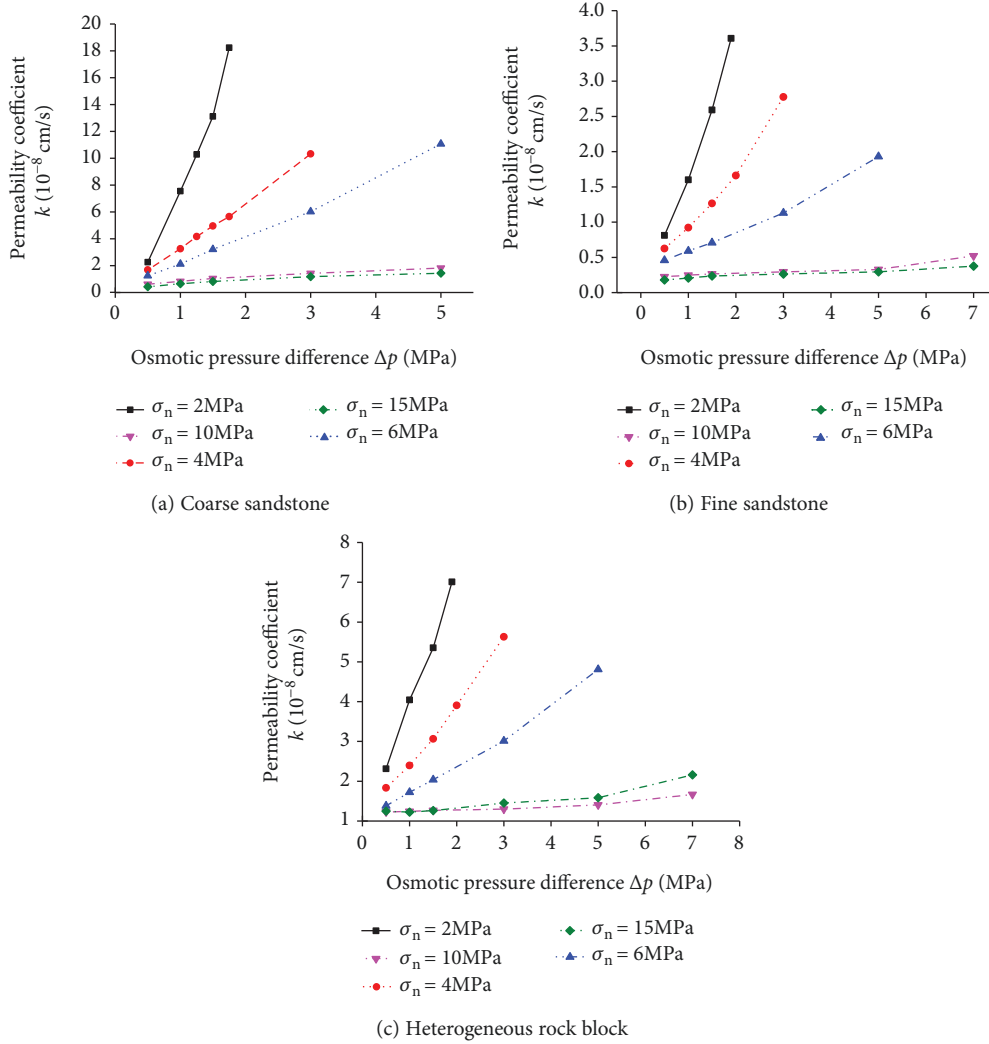 20
18
16
14
12
10
8
6
4
2
0
Permeability coefficient
k (10⁻⁸ cm/s)
0 1 2 3 4 5
Osmotic pressure difference Δp (MPa)
σn = 2MPa
σn = 10MPa
σn = 4MPa
σn = 15MPa
σn = 6MPa
(a) Coarse sandstone
4.0
3.5
3.0
2.5
2.0
1.5
1.0
0.5
0.0
Permeability coefficient
k (10⁻⁸ cm/s)
0 1 2 3 4 5 6 7
Osmotic pressure difference Δp (MPa)
σn = 2MPa
σn = 10MPa
σn = 4MPa
σn = 15MPa
σn = 6MPa
(b) Fine sandstone
8
7
6
5
4
3
2
1
Permeability coefficient
k (10⁻⁸ cm/s)
0 1 2 3 4 5 6 7 8
Osmotic pressure difference Δp (MPa)
σn = 2MPa
σn = 10MPa
σn = 4MPa
σn = 15MPa
σn = 6MPa
(c) Heterogeneous rock block